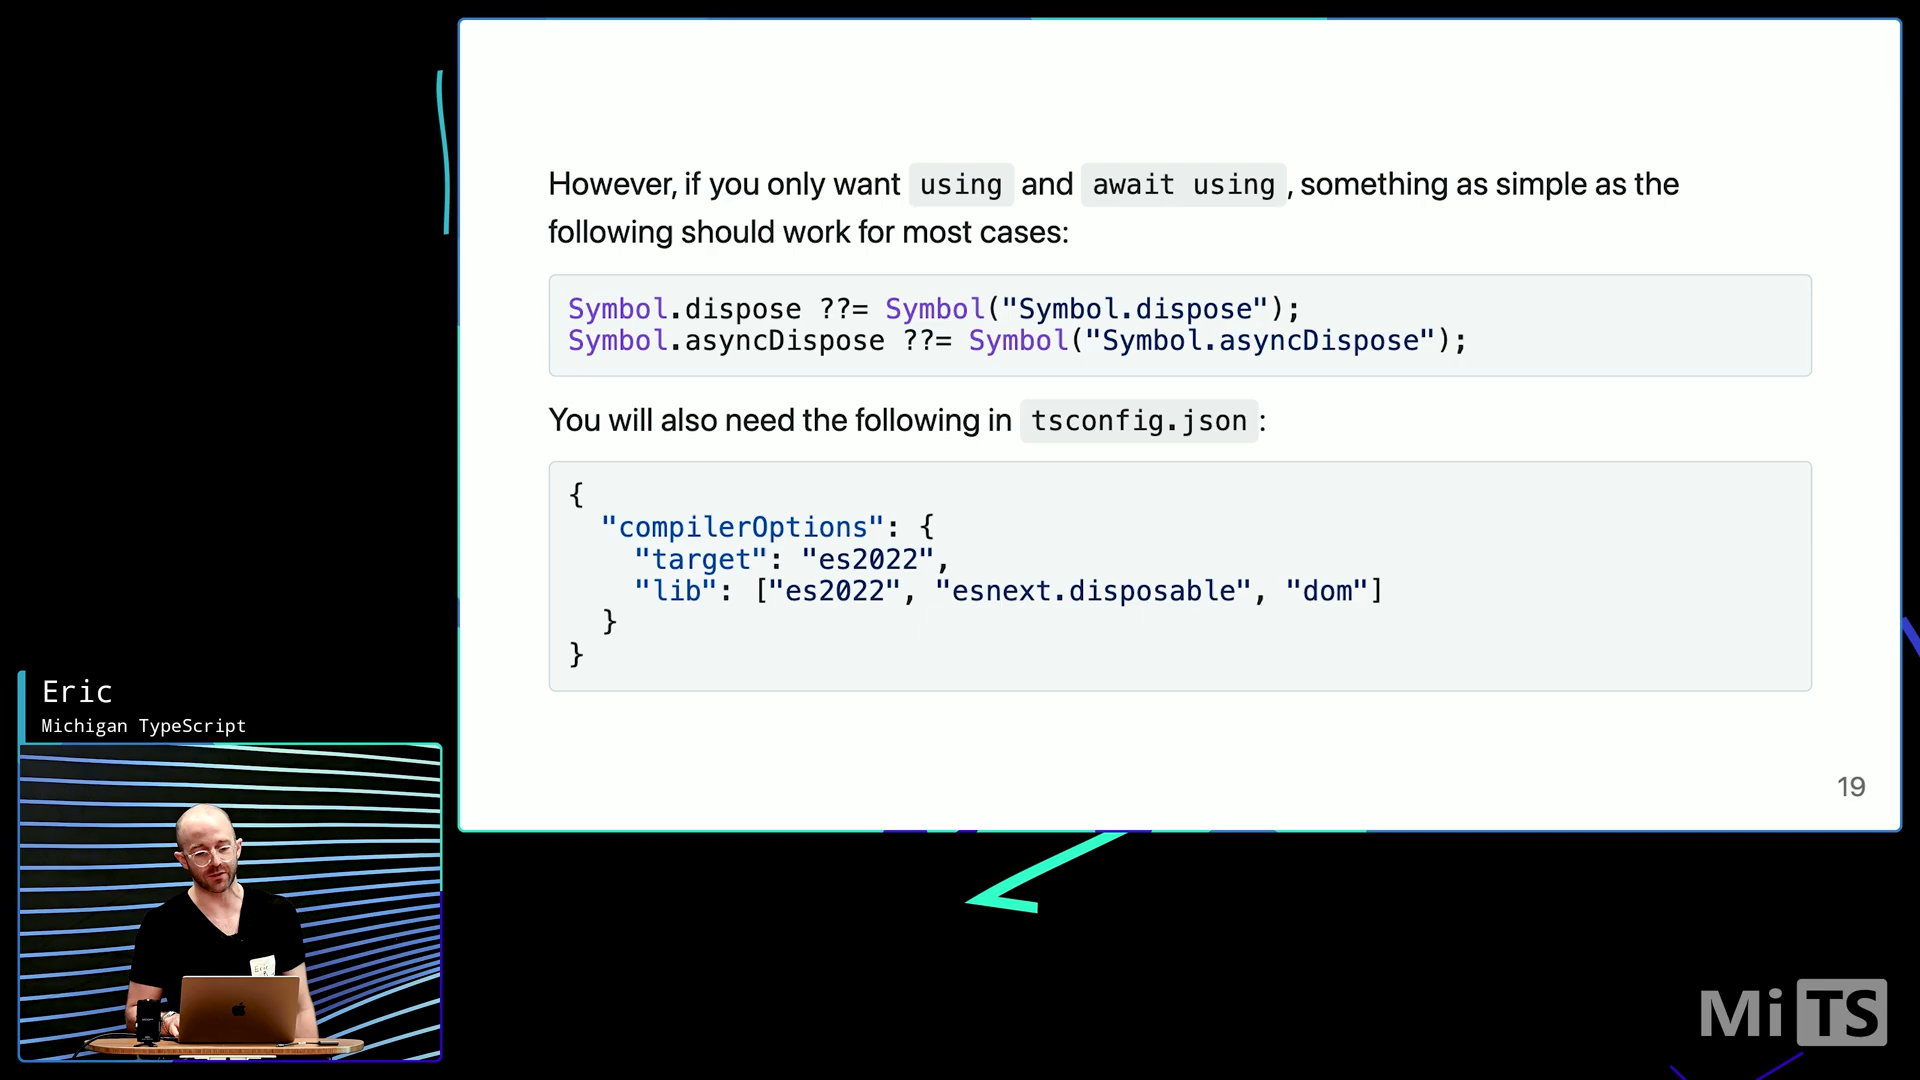 However, if you only want using and await using, something as simple as the
following should work for most cases:
Symbol.dispose ??= Symbol("Symbol.dispose");
Symbol.asyncDispose ??= Symbol("Symbol.asyncDispose");
You will also need the following in tsconfig.json:
{
"compilerOptions": {
"target": "es2022",
"lib": ["es2022", "esnext.disposable", "dom"]
}
}
19
Eric
Michigan TypeScript
Eric
MiTS